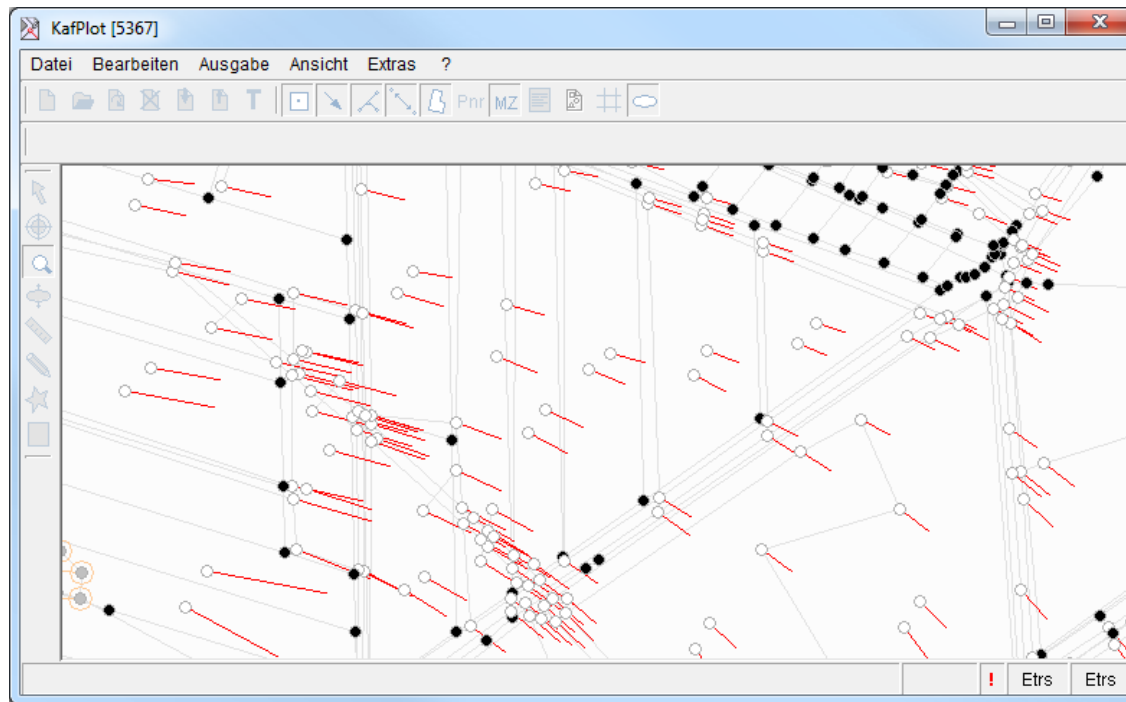 KafPlot [5367]
Datei Bearbeiten Ausgabe Ansicht Extras ?
T Pnr MZ
! Etrs Etrs